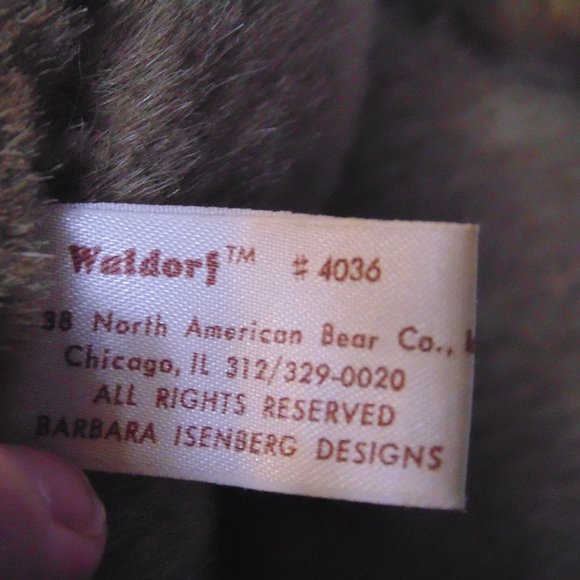 Waldorf™ # 4036
38 North American Bear Co.,
Chicago, IL 312/329-0020
ALL RIGHTS RESERVED
BARBARA ISENBERG DESIGNS